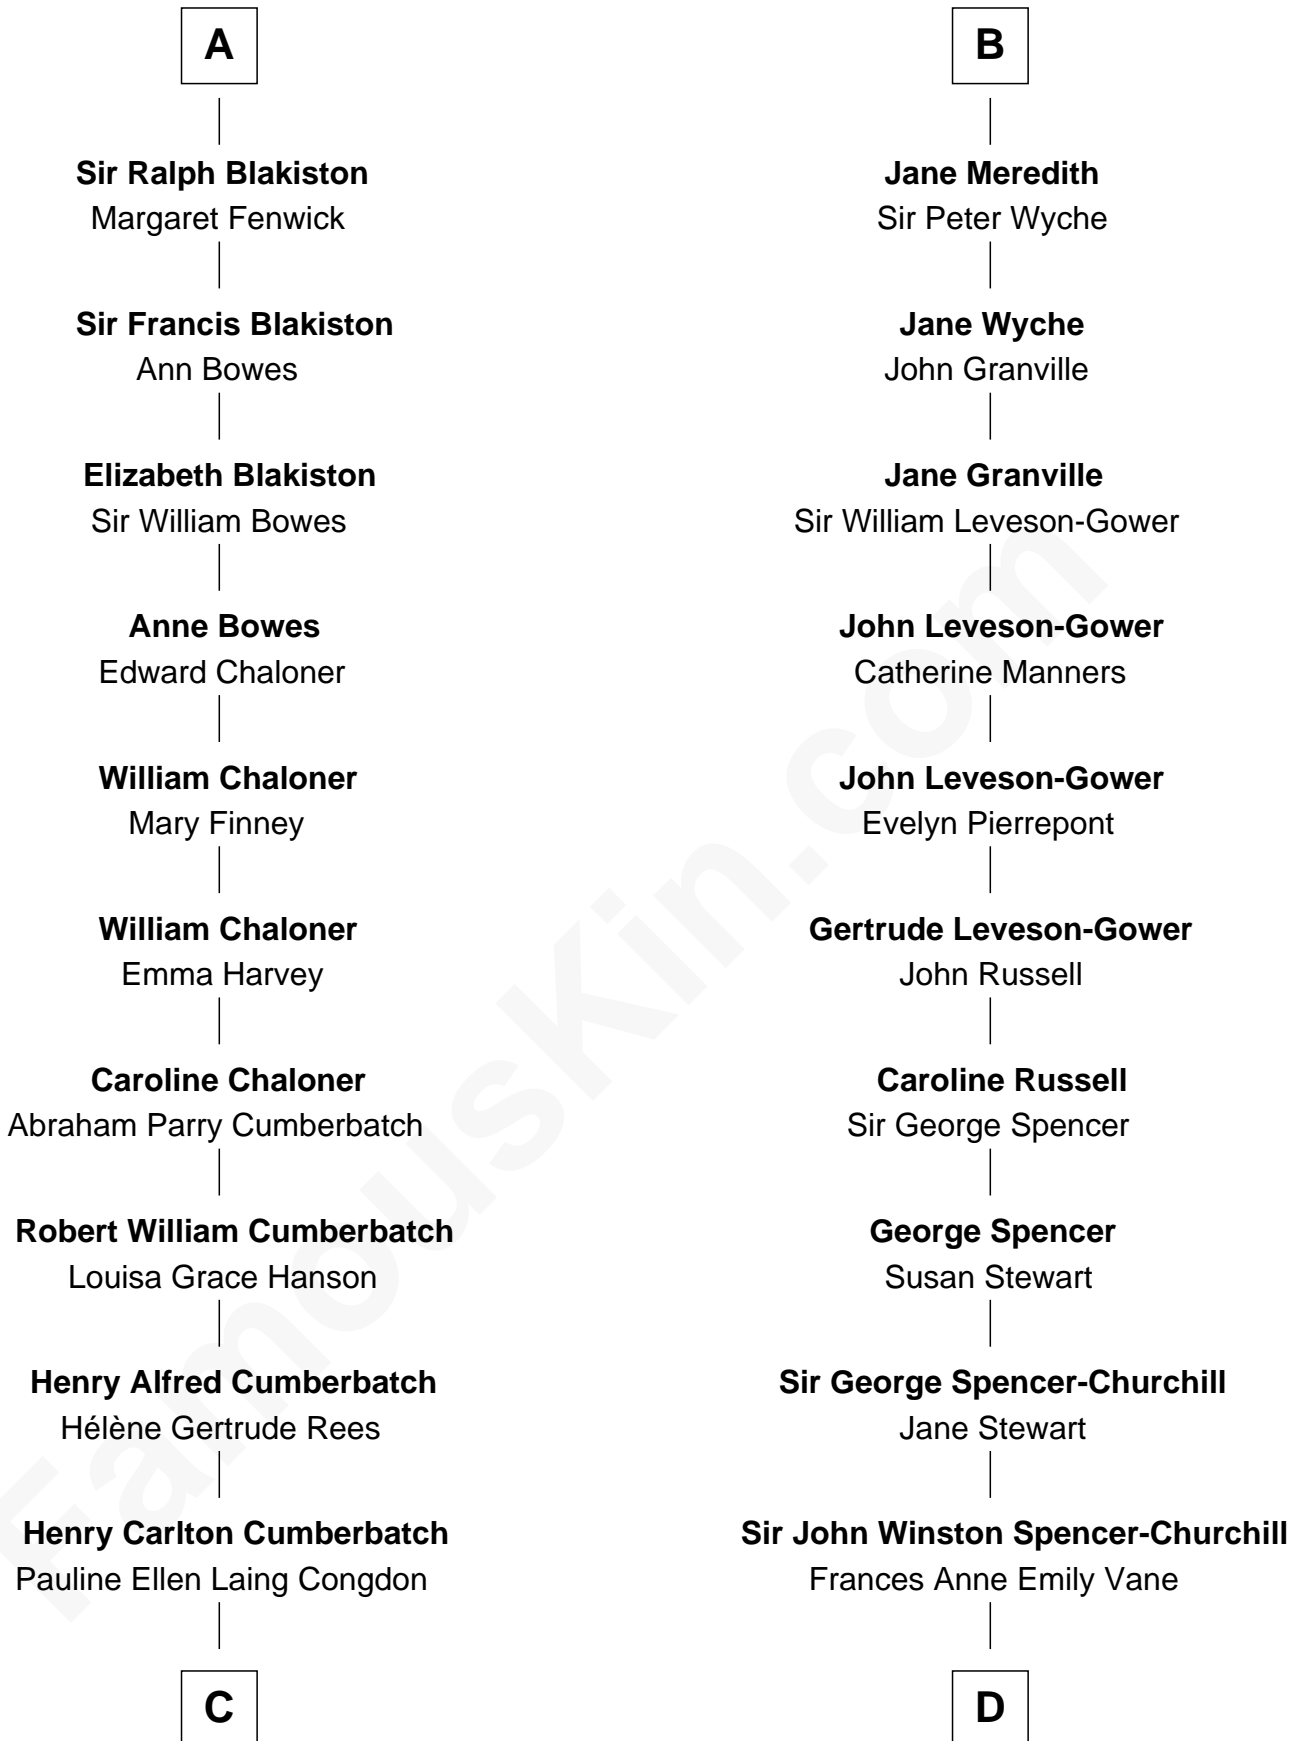 A
Sir Ralph Blakiston
Margaret Fenwick
Sir Francis Blakiston
Ann Bowes
Elizabeth Blakiston
Sir William Bowes
Anne Bowes
Edward Chaloner
William Chaloner
Mary Finney
William Chaloner
Emma Harvey
Caroline Chaloner
Abraham Parry Cumberbatch
Robert William Cumberbatch
Louisa Grace Hanson
Henry Alfred Cumberbatch
Hélène Gertrude Rees
Henry Carlton Cumberbatch
Pauline Ellen Laing Congdon
C
B
Jane Meredith
Sir Peter Wyche
Jane Wyche
John Granville
Jane Granville
Sir William Leveson-Gower
John Leveson-Gower
Catherine Manners
John Leveson-Gower
Evelyn Pierrepont
Gertrude Leveson-Gower
John Russell
Caroline Russell
Sir George Spencer
George Spencer
Susan Stewart
Sir George Spencer-Churchill
Jane Stewart
Sir John Winston Spencer-Churchill
Frances Anne Emily Vane
D
FamousKin.com